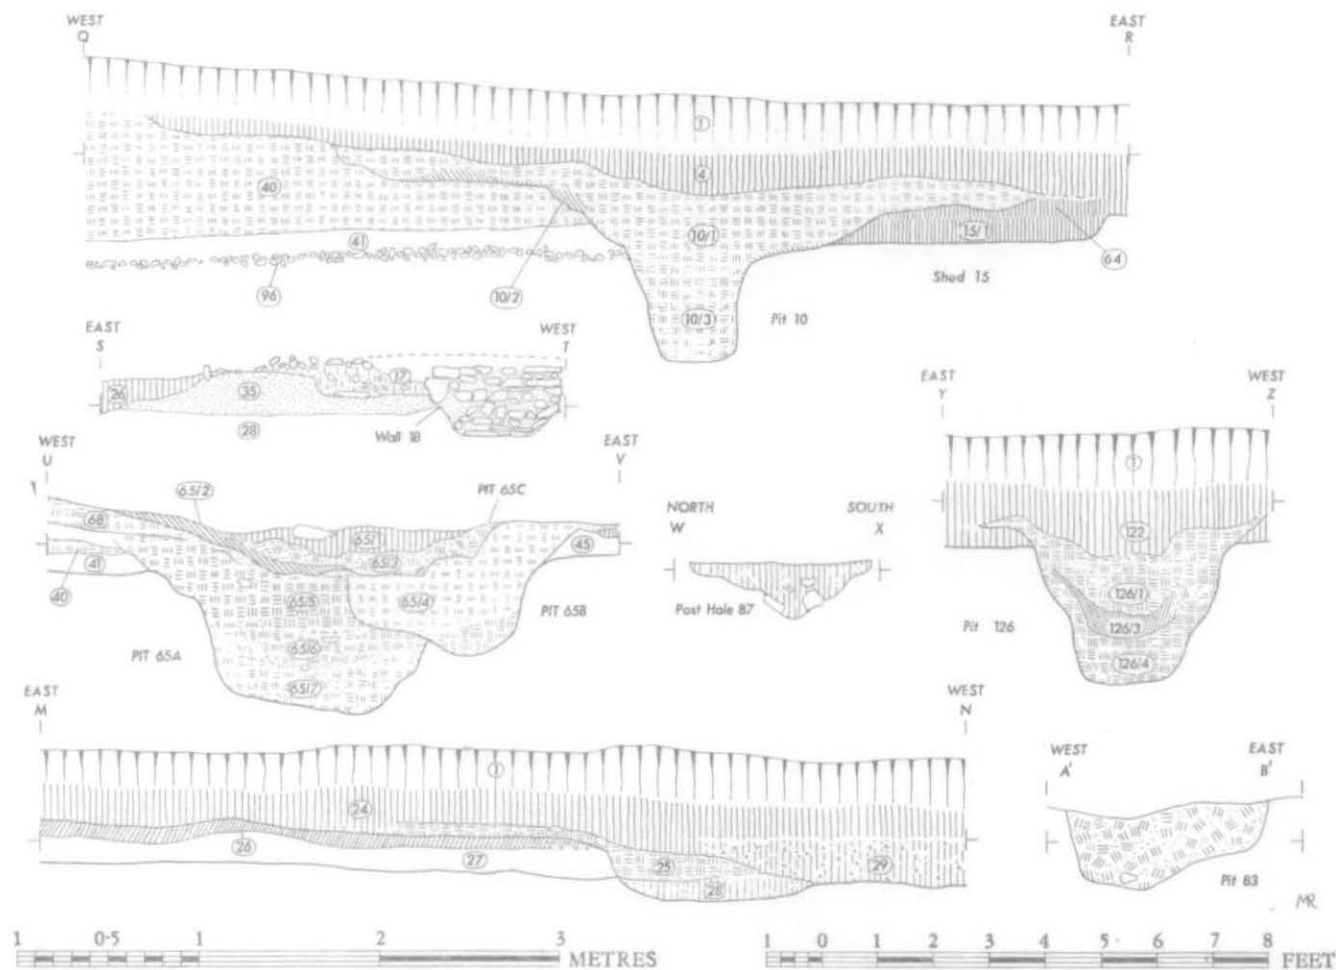 WEST EAST
Q R
1
4
40
10/1
15/1
41
64
96
10/2
Shed 15
10/3
Pit 10
EAST WEST
S T
17
26
35
28
Wall 18
EAST WEST
Y Z
1
122
126/1
126/3
Pit 126
126/4
WEST EAST
U V
65/2
PIT 65C
68
65/1
65/3
45
41
40
65/5
65/4
PIT 65B
65/6
PIT 65A
65/7
NORTH SOUTH
W X
Post Hole 87
EAST WEST
M N
1
24
26
27
25
29
28
WEST EAST
A' B'
Pit 83
MR
1 0·5 1 2 3 METRES
1 0 1 2 3 4 5 6 7 8 FEET